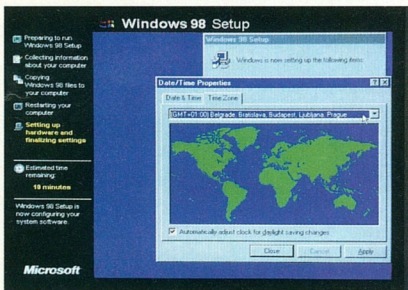 Windows 98 Setup
Preparing to run
Windows 98 Setup
Collecting information
about your computer
Copying
Windows 98 files to
your computer
Restarting your
computer
Setting up
hardware and
finalizing settings
Estimated time
remaining:
10 minutes
Windows 98 Setup is
now configuring your
system software.
Microsoft
Windows 98 Setup
Windows is now setting up the following items:
Date/Time Properties
Date & Time Time Zone
(GMT+01:00) Belgrade, Bratislava, Budapest, Ljubljana, Prague
Automatically adjust clock for daylight saving changes
Close Cancel Apply